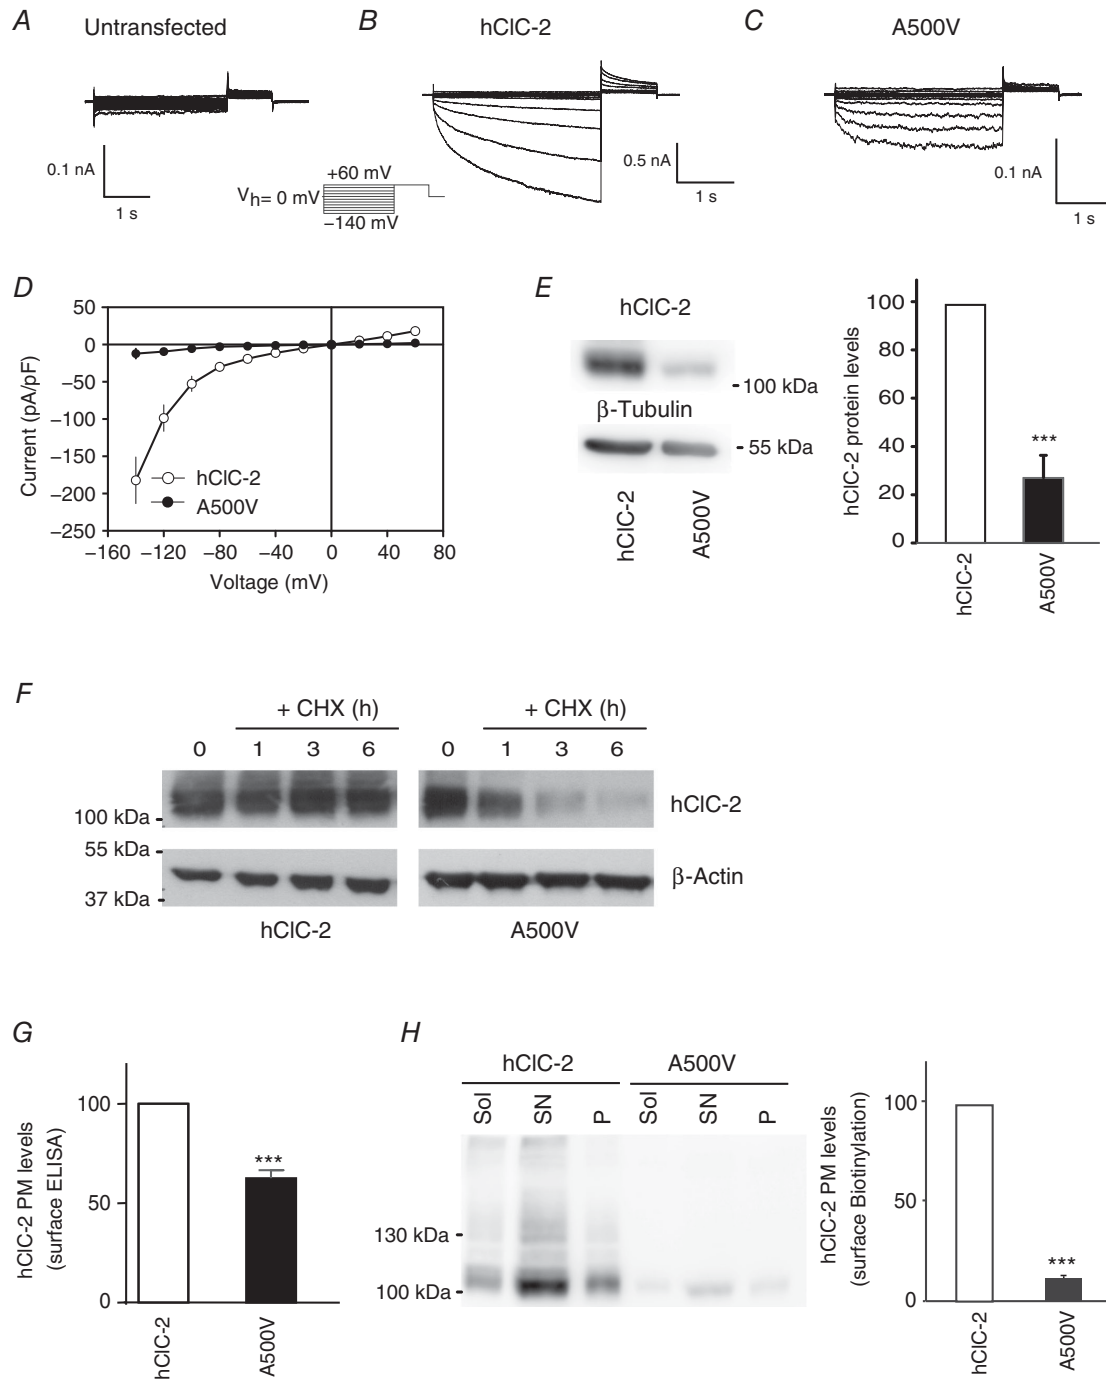 A
Untransfected
B
hClC-2
C
A500V
0.1 nA
1 s
+60 mV
Vh= 0 mV
−140 mV
0.5 nA
1 s
0.1 nA
1 s
D
50
0
−50
−100
−150
−200
−250
Current (pA/pF)
hClC-2
A500V
−160
−120
−80
−40
0
40
80
Voltage (mV)
E
hClC-2
100 kDa
β-Tubulin
55 kDa
hClC-2
A500V
hClC-2 protein levels
100
80
60
40
20
0
***
hClC-2
A500V
F
+ CHX (h)
+ CHX (h)
0 1 3 6
0 1 3 6
100 kDa
hClC-2
55 kDa
37 kDa
β-Actin
hClC-2
A500V
G
hClC-2 PM levels
(surface ELISA)
100
50
0
***
hClC-2
A500V
H
hClC-2
A500V
Sol
SN
P
Sol
SN
P
130 kDa
100 kDa
hClC-2 PM levels
(surface Biotinylation)
100
50
0
***
hClC-2
A500V